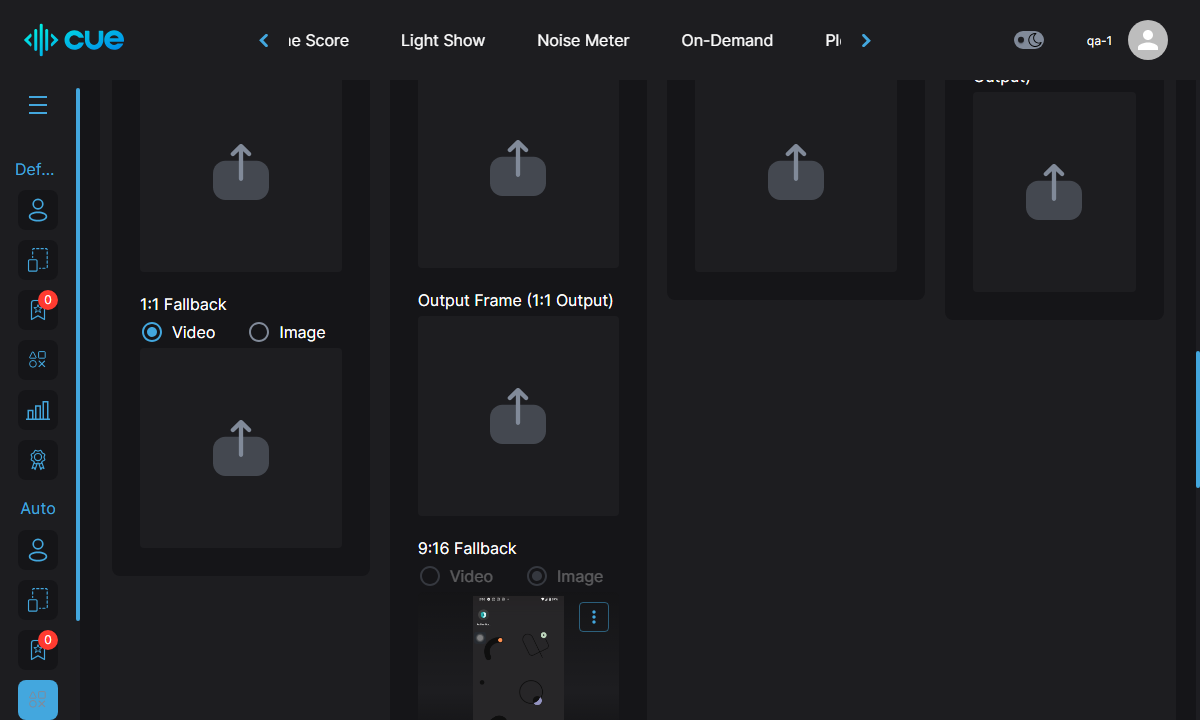 cue
e Score
Light Show
Noise Meter
On-Demand
Pl
qa-1
Def...
0
Auto
0
1:1 Fallback
Video
Image
Output Frame (1:1 Output)
9:16 Fallback
Video
Image
Output)